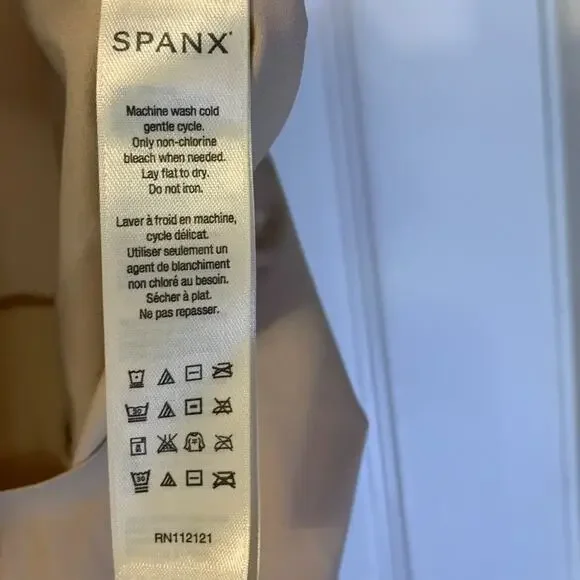 SPANX
Machine wash cold
gentle cycle.
Only non-chlorine
bleach when needed.
Lay flat to dry.
Do not iron.
Laver à froid en machine,
cycle délicat.
Utiliser seulement un
agent de blanchiment
non chloré au besoin.
Sécher à plat.
Ne pas repasser.
30
30
RN112121